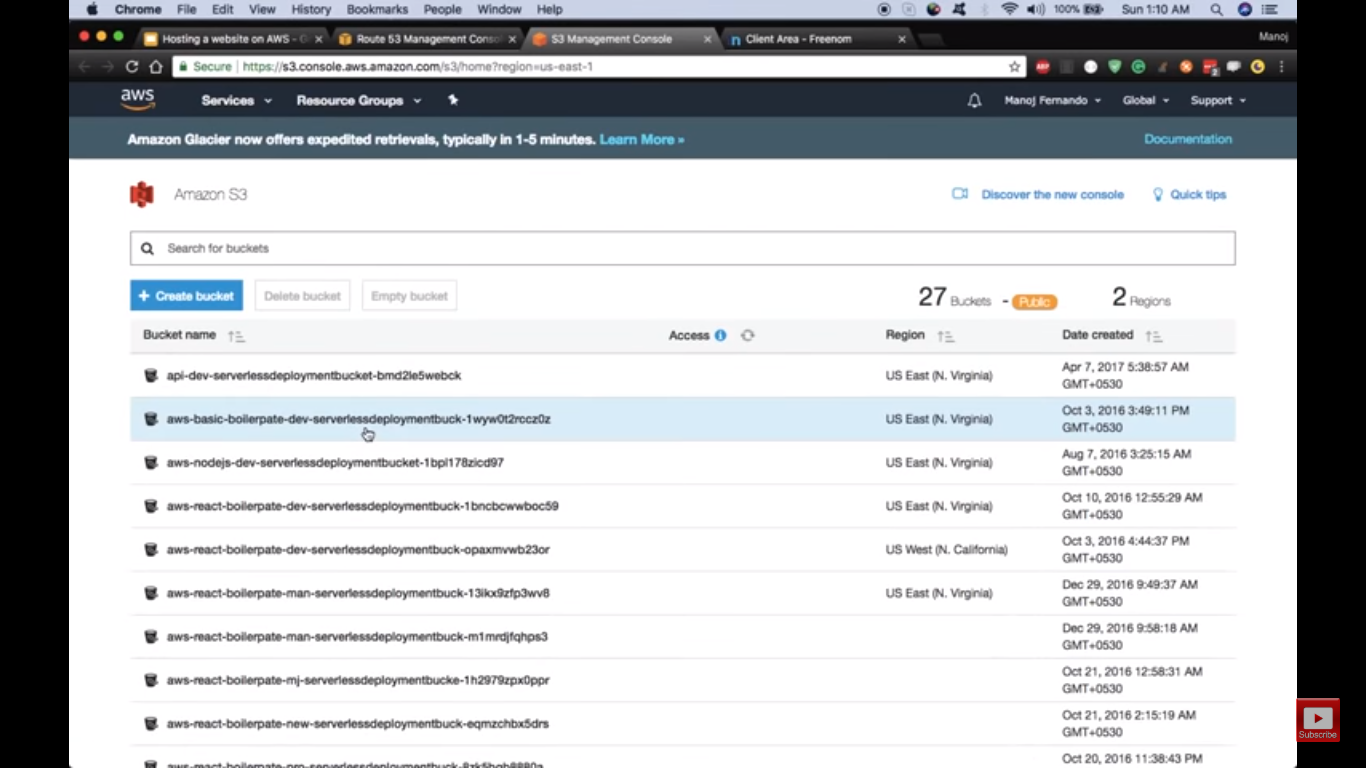 Chrome File Edit View History Bookmarks People Window Help 100% Sun 1:10 AM
Hosting a website on AWS - G Route 53 Management Conso S3 Management Console Client Area - Freenom Manoj
Secure https://s3.console.aws.amazon.com/s3/home?region=us-east-1
aws Services Resource Groups Manoj Fernando Global Support
Amazon Glacier now offers expedited retrievals, typically in 1-5 minutes. Learn More » Documentation
Amazon S3 Discover the new console Quick tips
Search for buckets
+ Create bucket Delete bucket Empty bucket 27 Buckets - Public 2 Regions
Bucket name Access Region Date created
api-dev-serverlessdeploymentbucket-bmd2le5webck US East (N. Virginia) Apr 7, 2017 5:38:57 AM
GMT+0530
aws-basic-boilerpate-dev-serverlessdeploymentbuck-1wyw0t2rccz0z US East (N. Virginia) Oct 3, 2016 3:49:11 PM
GMT+0530
aws-nodejs-dev-serverlessdeploymentbucket-1bpl178zicd97 US East (N. Virginia) Aug 7, 2016 3:25:15 AM
GMT+0530
aws-react-boilerpate-dev-serverlessdeploymentbuck-1bncbcwwboc59 US East (N. Virginia) Oct 10, 2016 12:55:29 AM
GMT+0530
aws-react-boilerpate-dev-serverlessdeploymentbuck-opaxmvwb23or US West (N. California) Oct 3, 2016 4:44:37 PM
GMT+0530
aws-react-boilerpate-man-serverlessdeploymentbuck-13ikx9zfp3wv8 US East (N. Virginia) Dec 29, 2016 9:49:37 AM
GMT+0530
aws-react-boilerpate-man-serverlessdeploymentbuck-m1mrdjfqhps3 Dec 29, 2016 9:58:18 AM
GMT+0530
aws-react-boilerpate-mj-serverlessdeploymentbucke-1h2979zpx0ppr Oct 21, 2016 12:58:31 AM
GMT+0530
aws-react-boilerpate-new-serverlessdeploymentbuck-eqmzchbx5drs Oct 21, 2016 2:15:19 AM
GMT+0530
Oct 20, 2016 11:38:43 PM
Subscribe